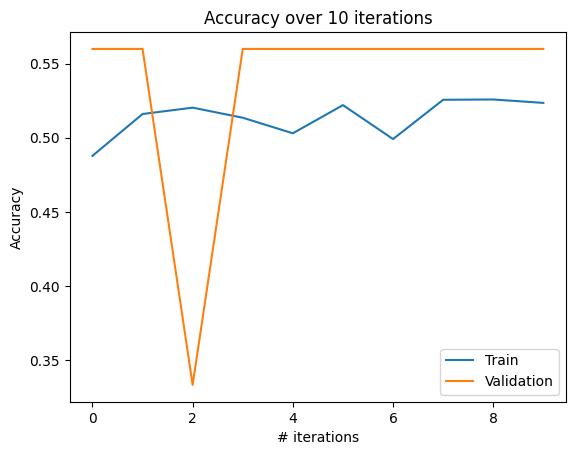 Accuracy over 10 iterations
0.55
0.50
0.45
0.40
0.35
Accuracy
0 2 4 6 8
# iterations
Train
Validation